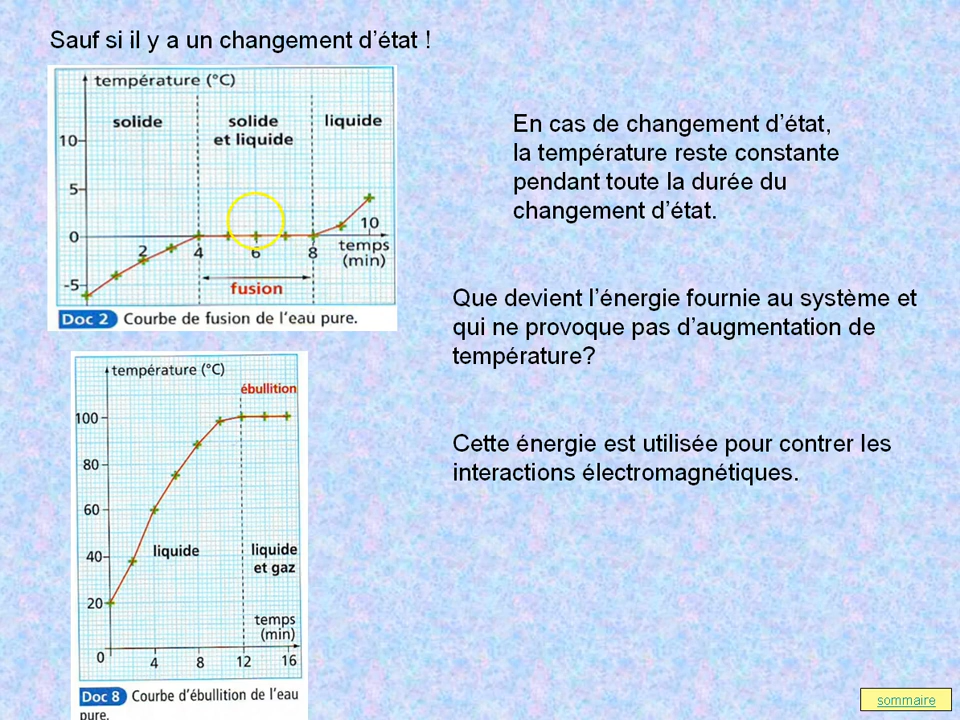 Sauf si il y a un changement d’état !
température (°C)
solide
solide
et liquide
liquide
10
5
0
-5
2
4
6
8
10
temps
(min)
fusion
Doc 2 Courbe de fusion de l'eau pure.
En cas de changement d’état,
la température reste constante
pendant toute la durée du
changement d’état.
Que devient l’énergie fournie au système et
qui ne provoque pas d’augmentation de
température?
Cette énergie est utilisée pour contrer les
interactions électromagnétiques.
température (°C)
ébullition
100
80
60
40
20
0
liquide
liquide
et gaz
temps
(min)
4
8
12
16
Doc 8 Courbe d'ébullition de l'eau
pure.
sommaire